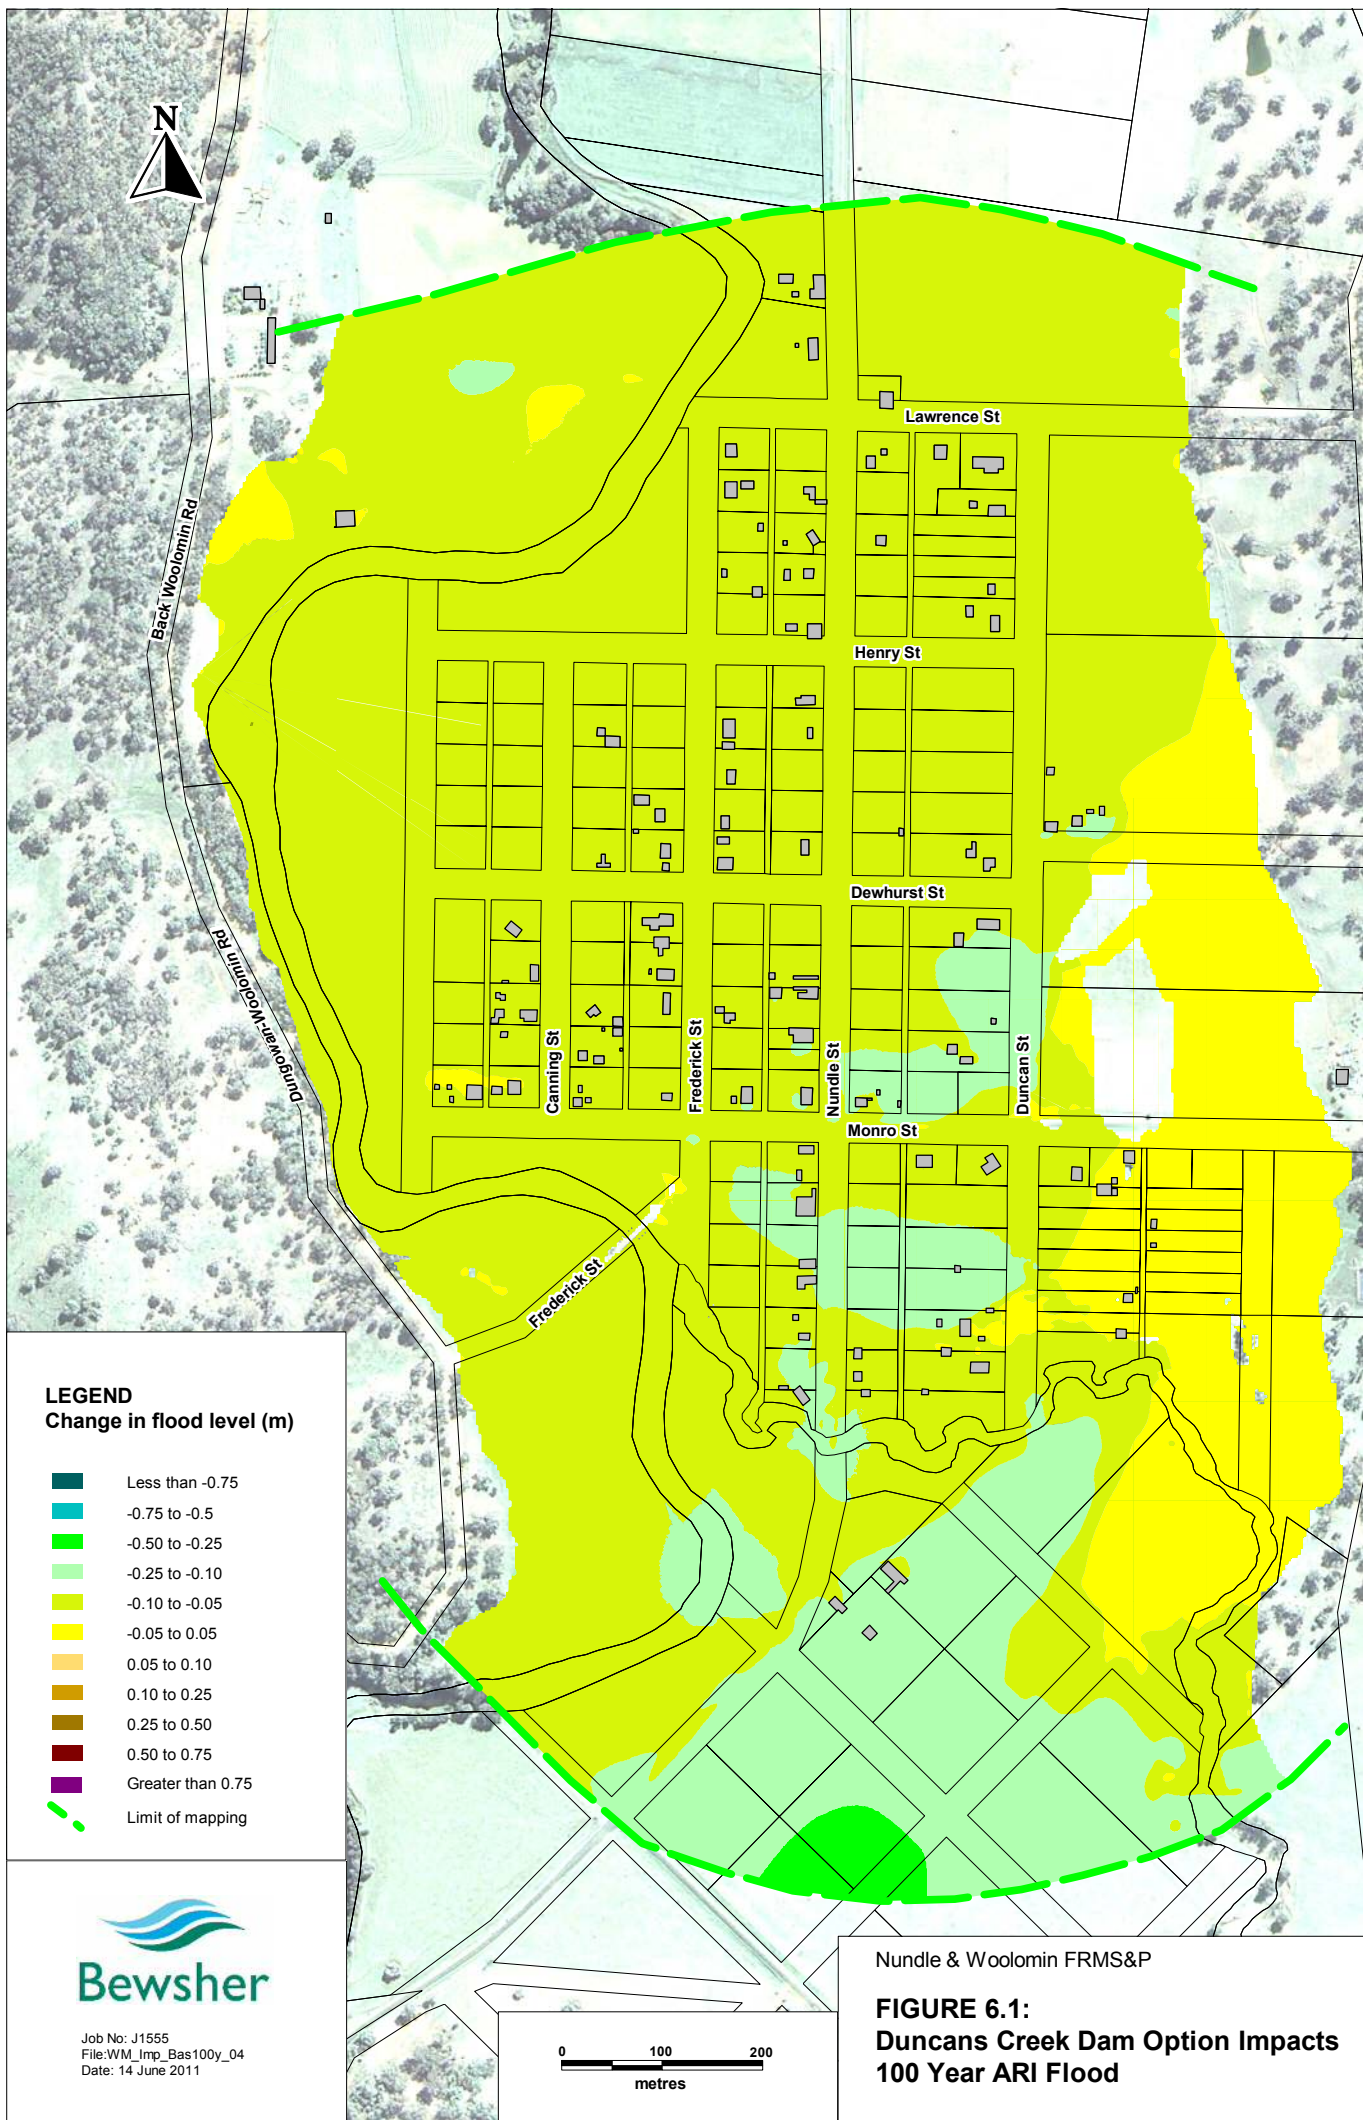 N
Lawrence St
Back Woolomin Rd
Henry St
Dewhurst St
Dungowan-Woolomin Rd
Canning St
Frederick St
Nundle St
Duncan St
Monro St
Frederick St
LEGEND
Change in flood level (m)
Less than -0.75
-0.75 to -0.5
-0.50 to -0.25
-0.25 to -0.10
-0.10 to -0.05
-0.05 to 0.05
0.05 to 0.10
0.10 to 0.25
0.25 to 0.50
0.50 to 0.75
Greater than 0.75
Limit of mapping
Bewsher
Job No: J1555
File:WM_Imp_Bas100y_04
Date: 14 June 2011
0 100 200
metres
Nundle & Woolomin FRMS&P
FIGURE 6.1:
Duncans Creek Dam Option Impacts
100 Year ARI Flood